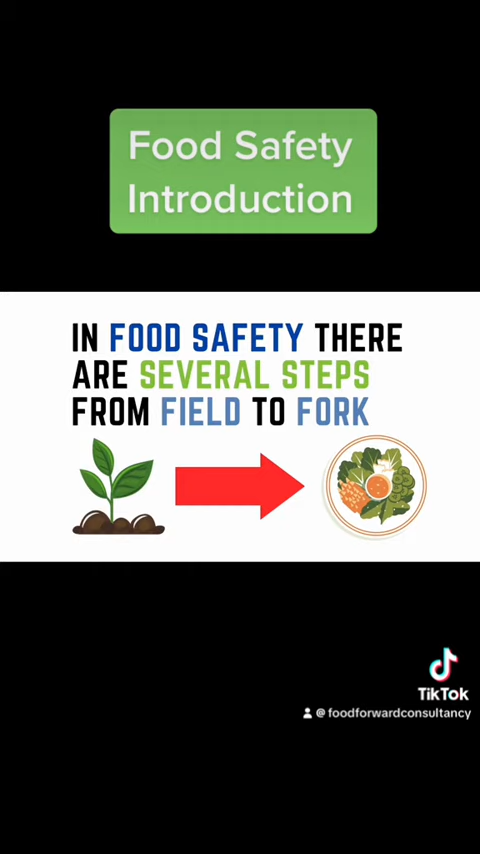 Food Safety
Introduction
IN FOOD SAFETY THERE
ARE SEVERAL STEPS
FROM FIELD TO FORK
TikTok
@ foodforwardconsultancy